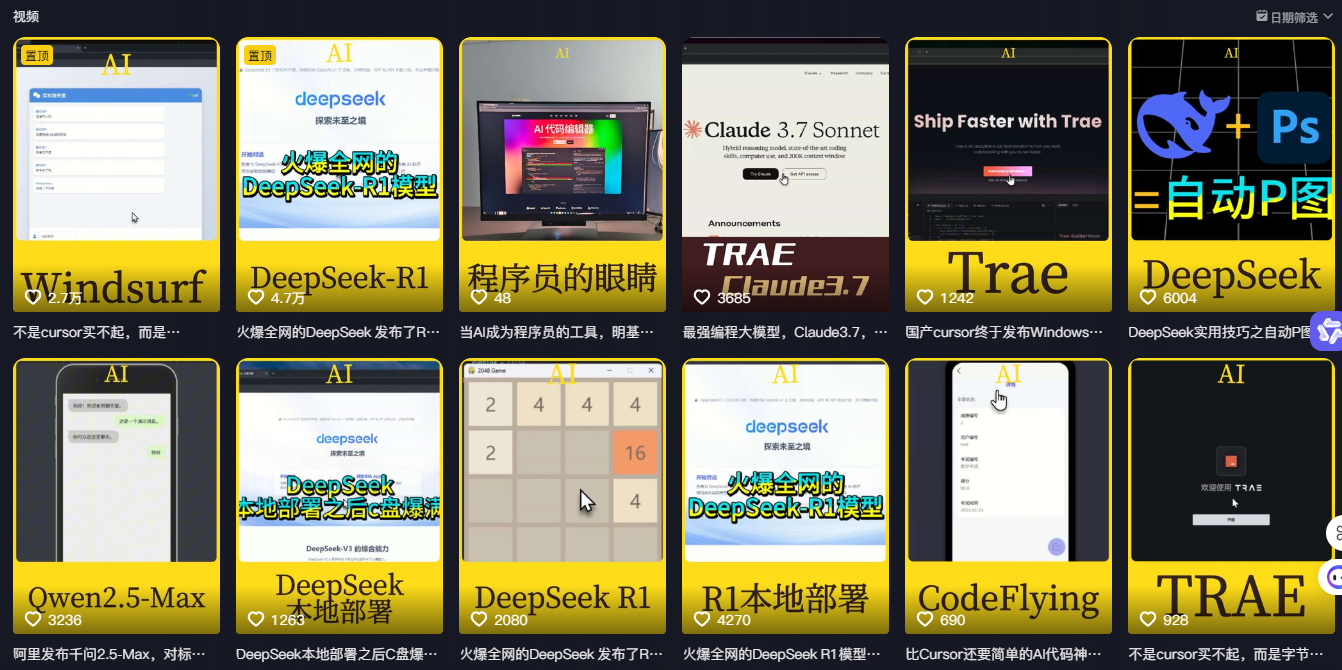 视频
日期筛选
置顶
AI
Windsurf
2.7万
不是cursor买不起，而是…
置顶
AI
deepseek
探索未至之境
开始对话
火爆全网的
DeepSeek-R1模型
DeepSeek-R1
4.7万
火爆全网的DeepSeek 发布了R…
AI
AI 代码编辑器
程序员的眼睛
48
当AI成为程序员的工具，明基…
Claude 3.7 Sonnet
Hybrid reasoning model, state-of-the-art coding
skills, computer use, and 200K context window
Try Claude
Get API access
Announcements
TRAE
Claude3.7
3685
最强编程大模型，Claude3.7，…
AI
Ship Faster with Trae
Trae
1242
国产cursor终于发布Windows…
AI
+ Ps
=自动P图
DeepSeek
6004
DeepSeek实用技巧之自动P图
AI
你好
Qwen2.5-Max
3236
阿里发布千问2.5-Max，对标…
AI
deepseek
探索未至之境
DeepSeek
本地部署之后C盘爆满
DeepSeek-V3 的综合能力
DeepSeek
本地部署
1263
DeepSeek本地部署之后C盘爆…
2048 Game
AI
2 4 4 4
2 16
4
DeepSeek R1
2080
火爆全网的DeepSeek 发布了R…
AI
deepseek
探索未至之境
开始对话
火爆全网的
DeepSeek-R1模型
R1本地部署
4270
火爆全网的DeepSeek R1模型…
AI
CodeFlying
690
比Cursor还要简单的AI代码神…
AI
欢迎使用 TRAE
TRAE
928
不是cursor买不起，而是字节…